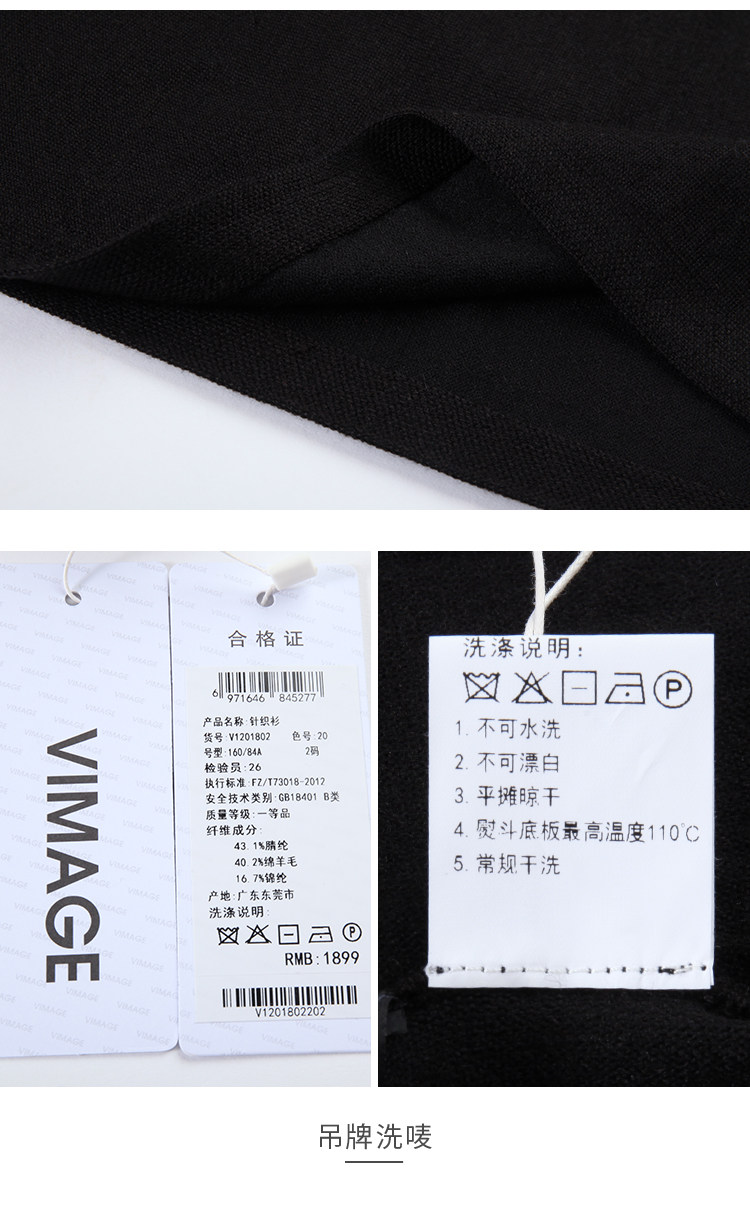 VIMAGE
合格证
6 971646 845277
产品名称:针织衫
货号:V1201802 色号:20
号型:160/84A 2码
检验员:26
执行标准:FZ/T73018-2012
安全技术类别:GB18401 B类
质量等级:一等品
纤维成分:
43.1%腈纶
40.2%绵羊毛
16.7%锦纶
产地:广东东莞市
洗涤说明:
P
RMB:1899
V1201802202
洗涤说明:
P
1. 不可水洗
2. 不可漂白
3. 平摊晾干
4. 熨斗底板最高温度110℃
5. 常规干洗
吊牌洗唛